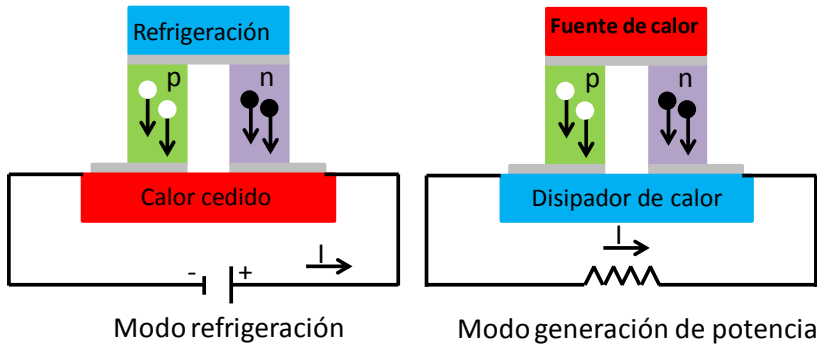 Refrigeración
p
n
Calor cedido
-
+
I
Modo refrigeración
Fuente de calor
p
n
Disipador de calor
I
Modo generación de potencia